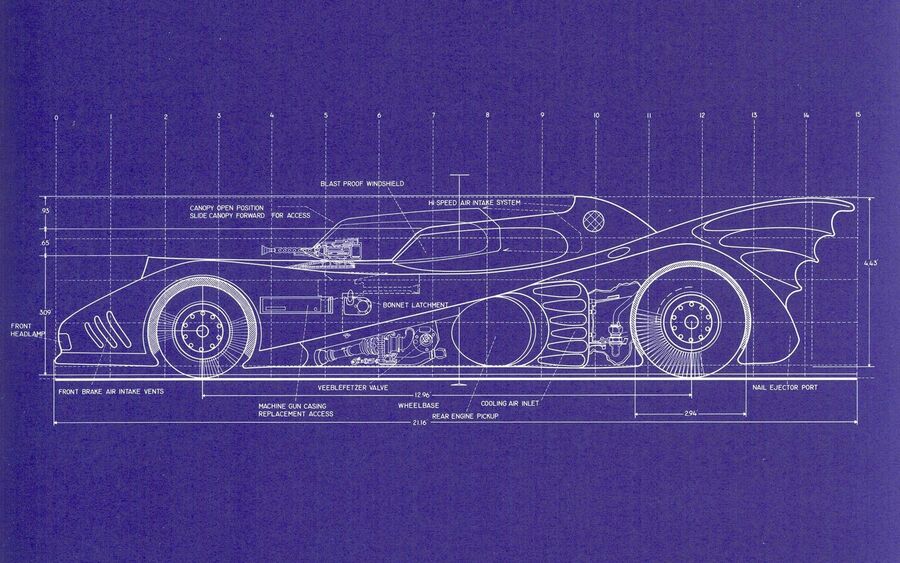 0 1 2 3 4 5 6 7 8 9 10 11 12 13 14 15
BLAST PROOF WINDSHIELD
CANOPY OPEN POSITION
SLIDE CANOPY FORWARD FOR ACCESS
HI-SPEED AIR INTAKE SYSTEM
.93
.65
4.43
BONNET LATCHMENT
.309
FRONT
HEADLAMP
FRONT BRAKE AIR INTAKE VENTS
VEEBLEFETZER VALVE
NAIL EJECTOR PORT
12.96
MACHINE GUN CASING
REPLACEMENT ACCESS
WHEELBASE
COOLING AIR INLET
REAR ENGINE PICKUP
2.94
21.16